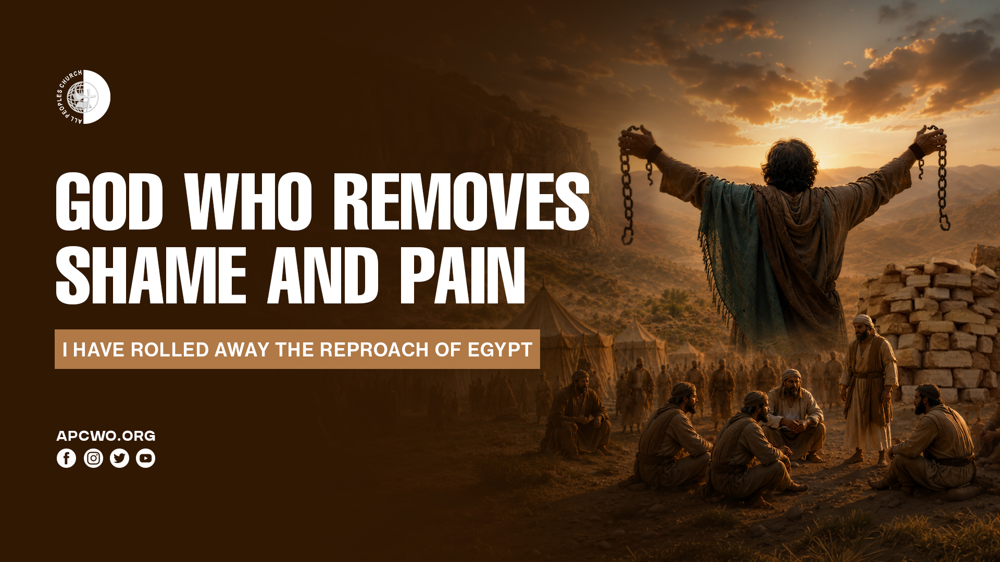 ALL PEOPLES CHURCH
GOD WHO REMOVES
SHAME AND PAIN
I HAVE ROLLED AWAY THE REPROACH OF EGYPT
APCWO.ORG